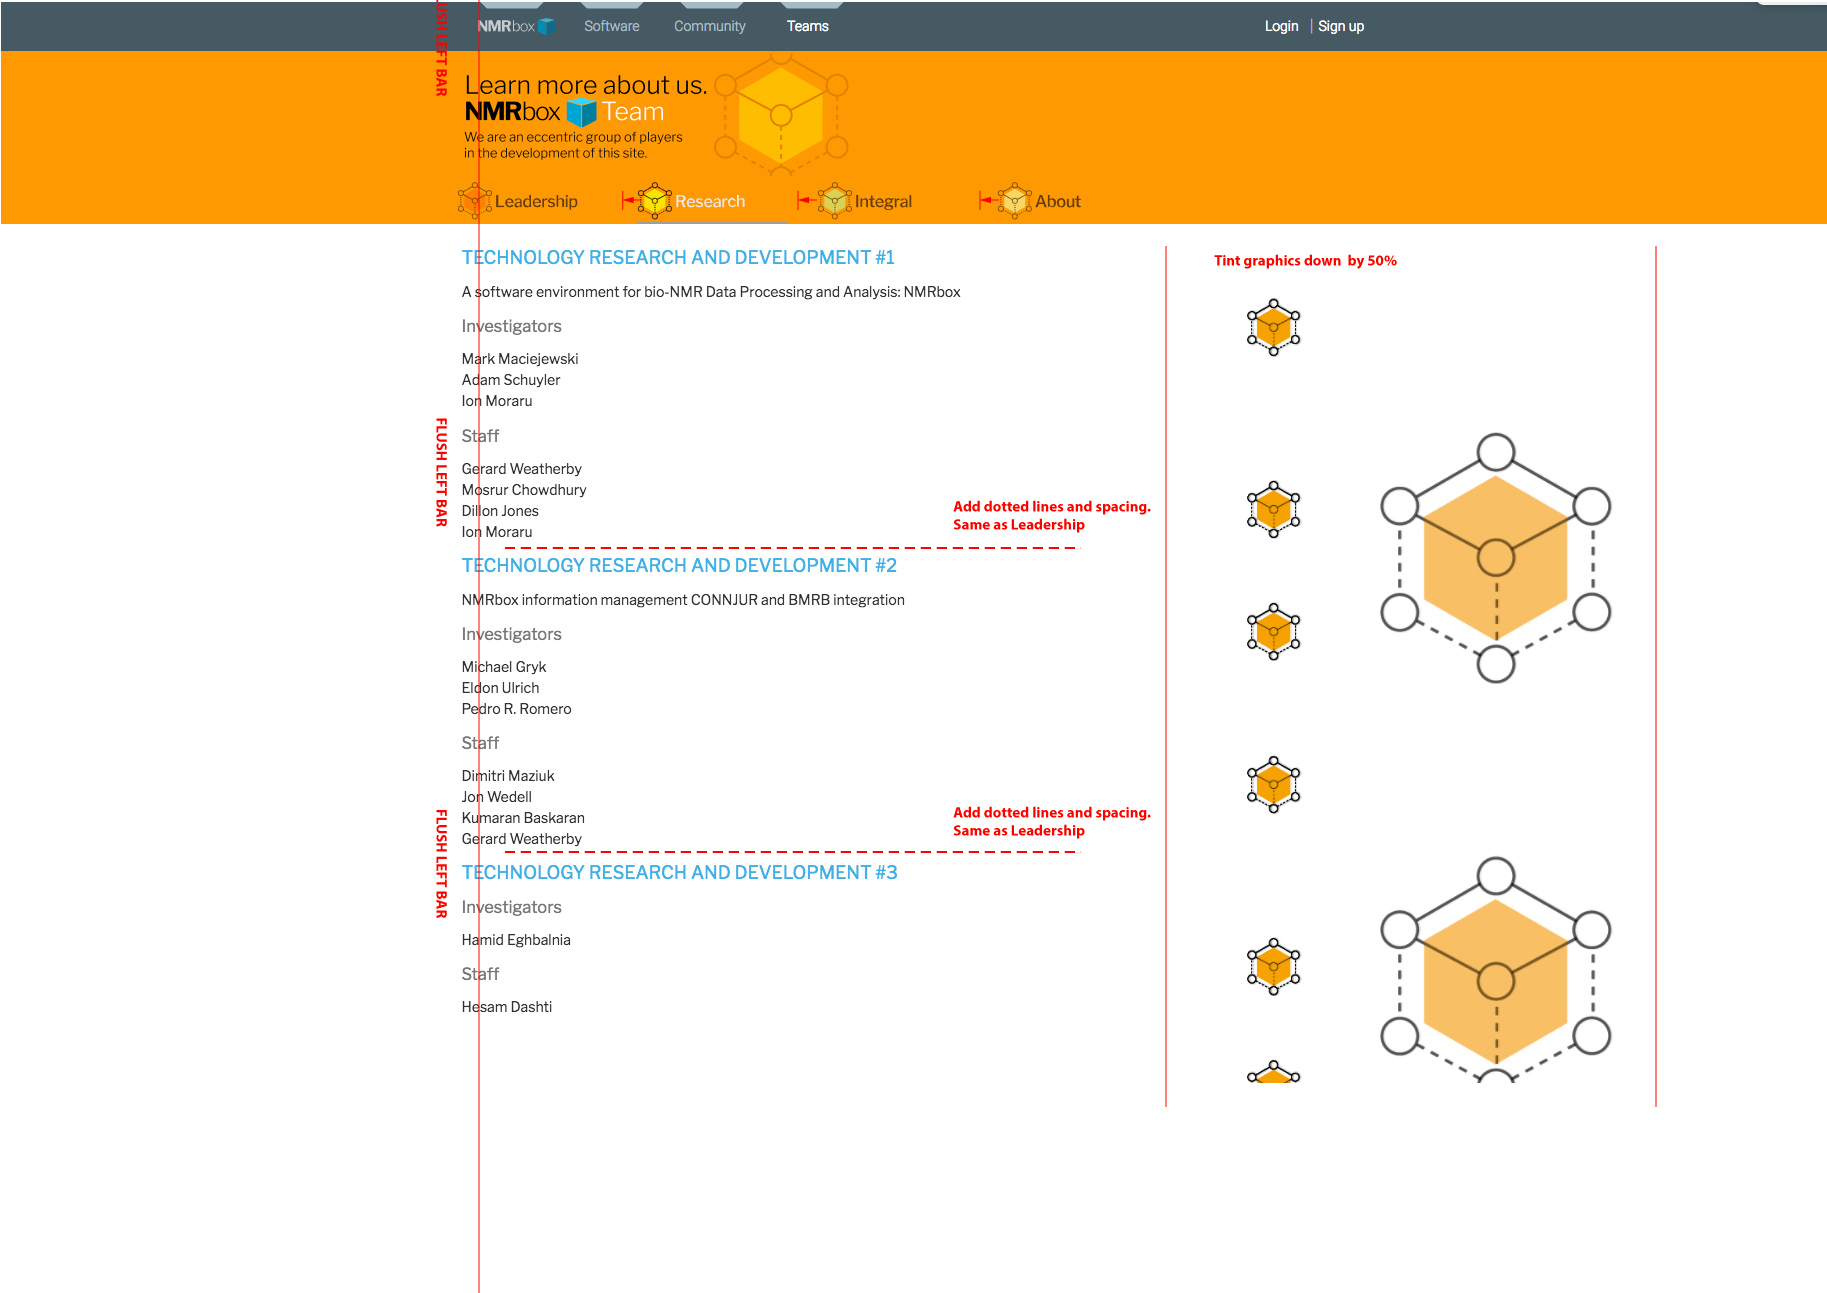 NMRbox Software Community Teams Login | Sign up
Learn more about us.
NMRbox Team
We are an eccentric group of players
in the development of this site.
Leadership Research Integral About
FLUSH LEFT BAR
TECHNOLOGY RESEARCH AND DEVELOPMENT #1
Tint graphics down by 50%
A software environment for bio-NMR Data Processing and Analysis: NMRbox
Investigators
Mark Maciejewski
Adam Schuyler
Ion Moraru
FLUSH LEFT BAR
Staff
Gerard Weatherby
Mosrur Chowdhury
Dillon Jones
Ion Moraru
Add dotted lines and spacing.
Same as Leadership
TECHNOLOGY RESEARCH AND DEVELOPMENT #2
NMRbox information management CONNJUR and BMRB integration
Investigators
Michael Gryk
Eldon Ulrich
Pedro R. Romero
Staff
Dimitri Maziuk
Jon Wedell
Kumaran Baskaran
Gerard Weatherby
Add dotted lines and spacing.
Same as Leadership
FLUSH LEFT BAR
TECHNOLOGY RESEARCH AND DEVELOPMENT #3
Investigators
Hamid Eghbalnia
Staff
Hesam Dashti